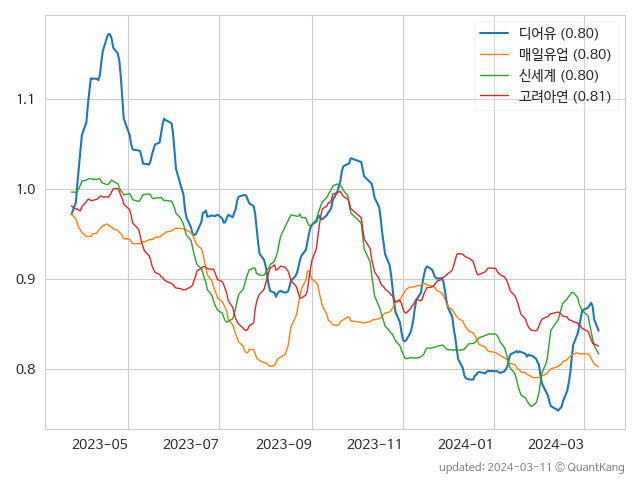 디어유 (0.80)
매일유업 (0.80)
신세계 (0.80)
고려아연 (0.81)
1.1
1.0
0.9
0.8
2023-05 2023-07 2023-09 2023-11 2024-01 2024-03
updated: 2024-03-11 © QuantKang